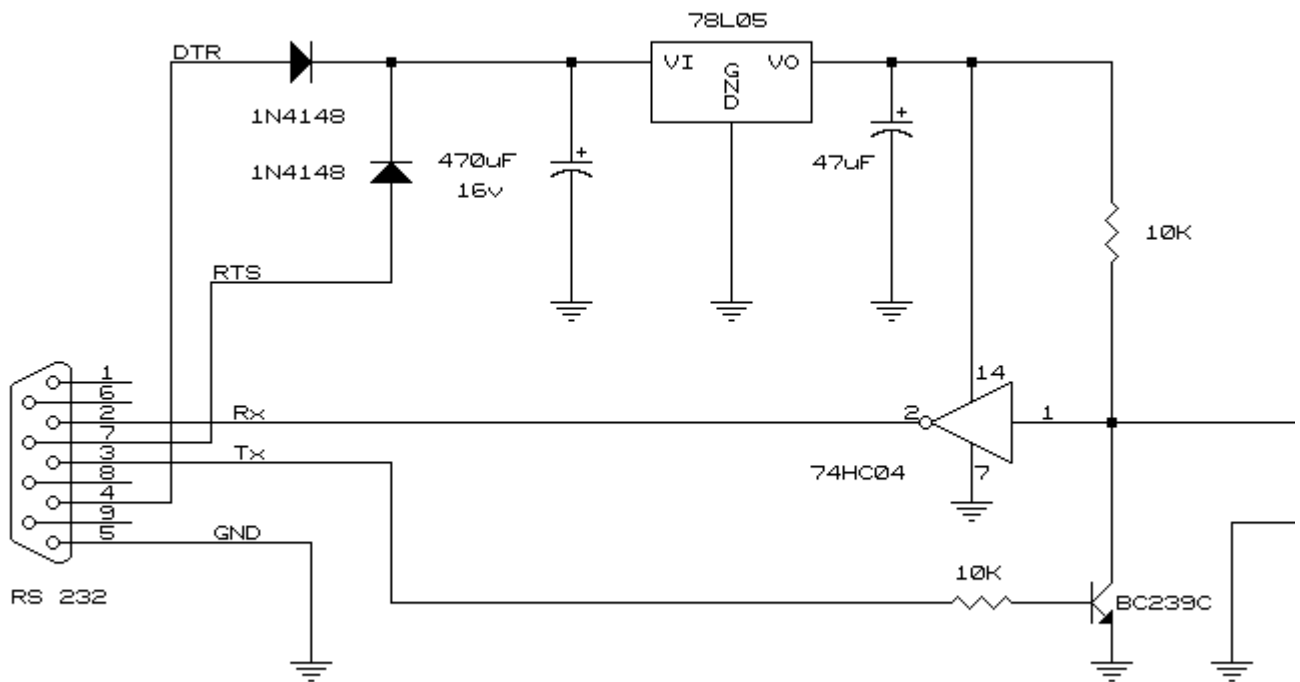 78L05
DTR
VI
GND
VO
1N4148
1N4148
470uF
16v
+
47uF
+
10K
RTS
1
6
2
7
3
8
4
9
5
Rx
Tx
GND
RS 232
14
2
1
74HC04
7
10K
BC239C